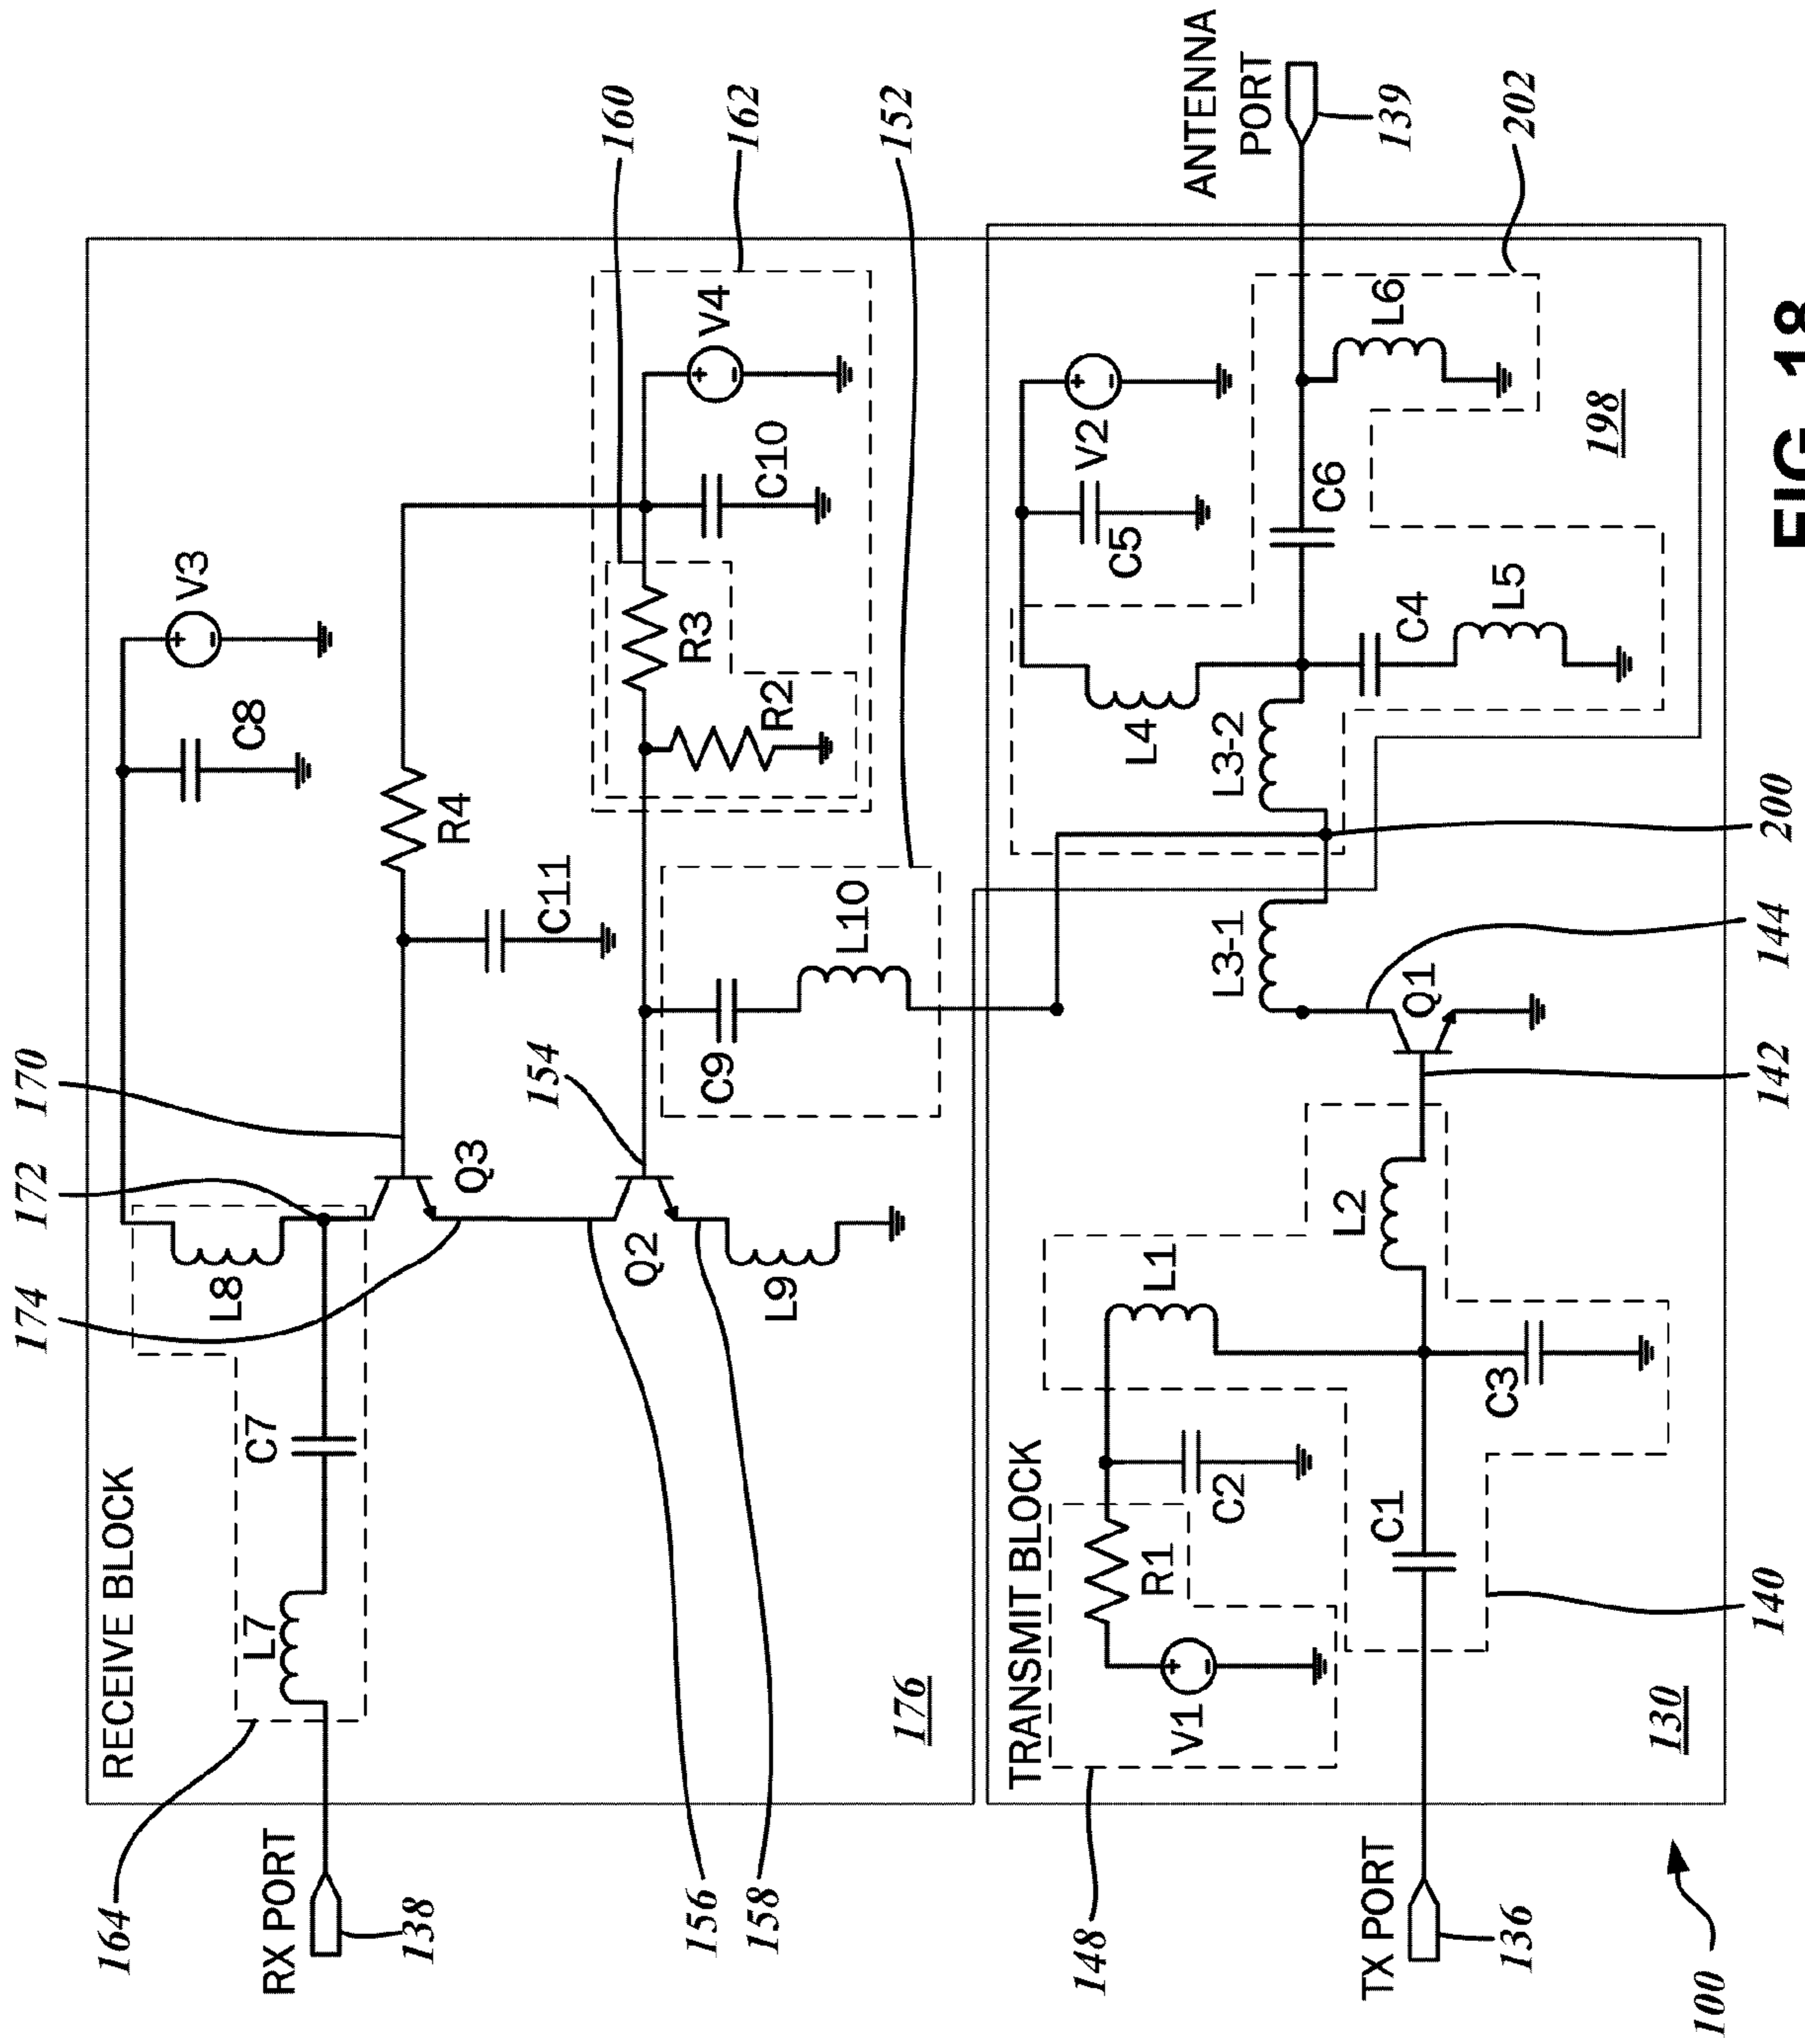 172
170
174
164
RX PORT
138
RECEIVE BLOCK
L7
C7
L8
C8
V3
Q3
R4
C11
Q2
154
L9
C9
L10
R3
R2
C10
V4
160
162
152
156
158
176
148
TRANSMIT BLOCK
V1
R1
C2
L1
L2
C1
C3
TX PORT
136
130
140
Q1
142
144
200
L3-1
L3-2
L4
C5
V2
C4
L5
C6
L6
198
ANTENNA
PORT
139
202
100
FIG. 18